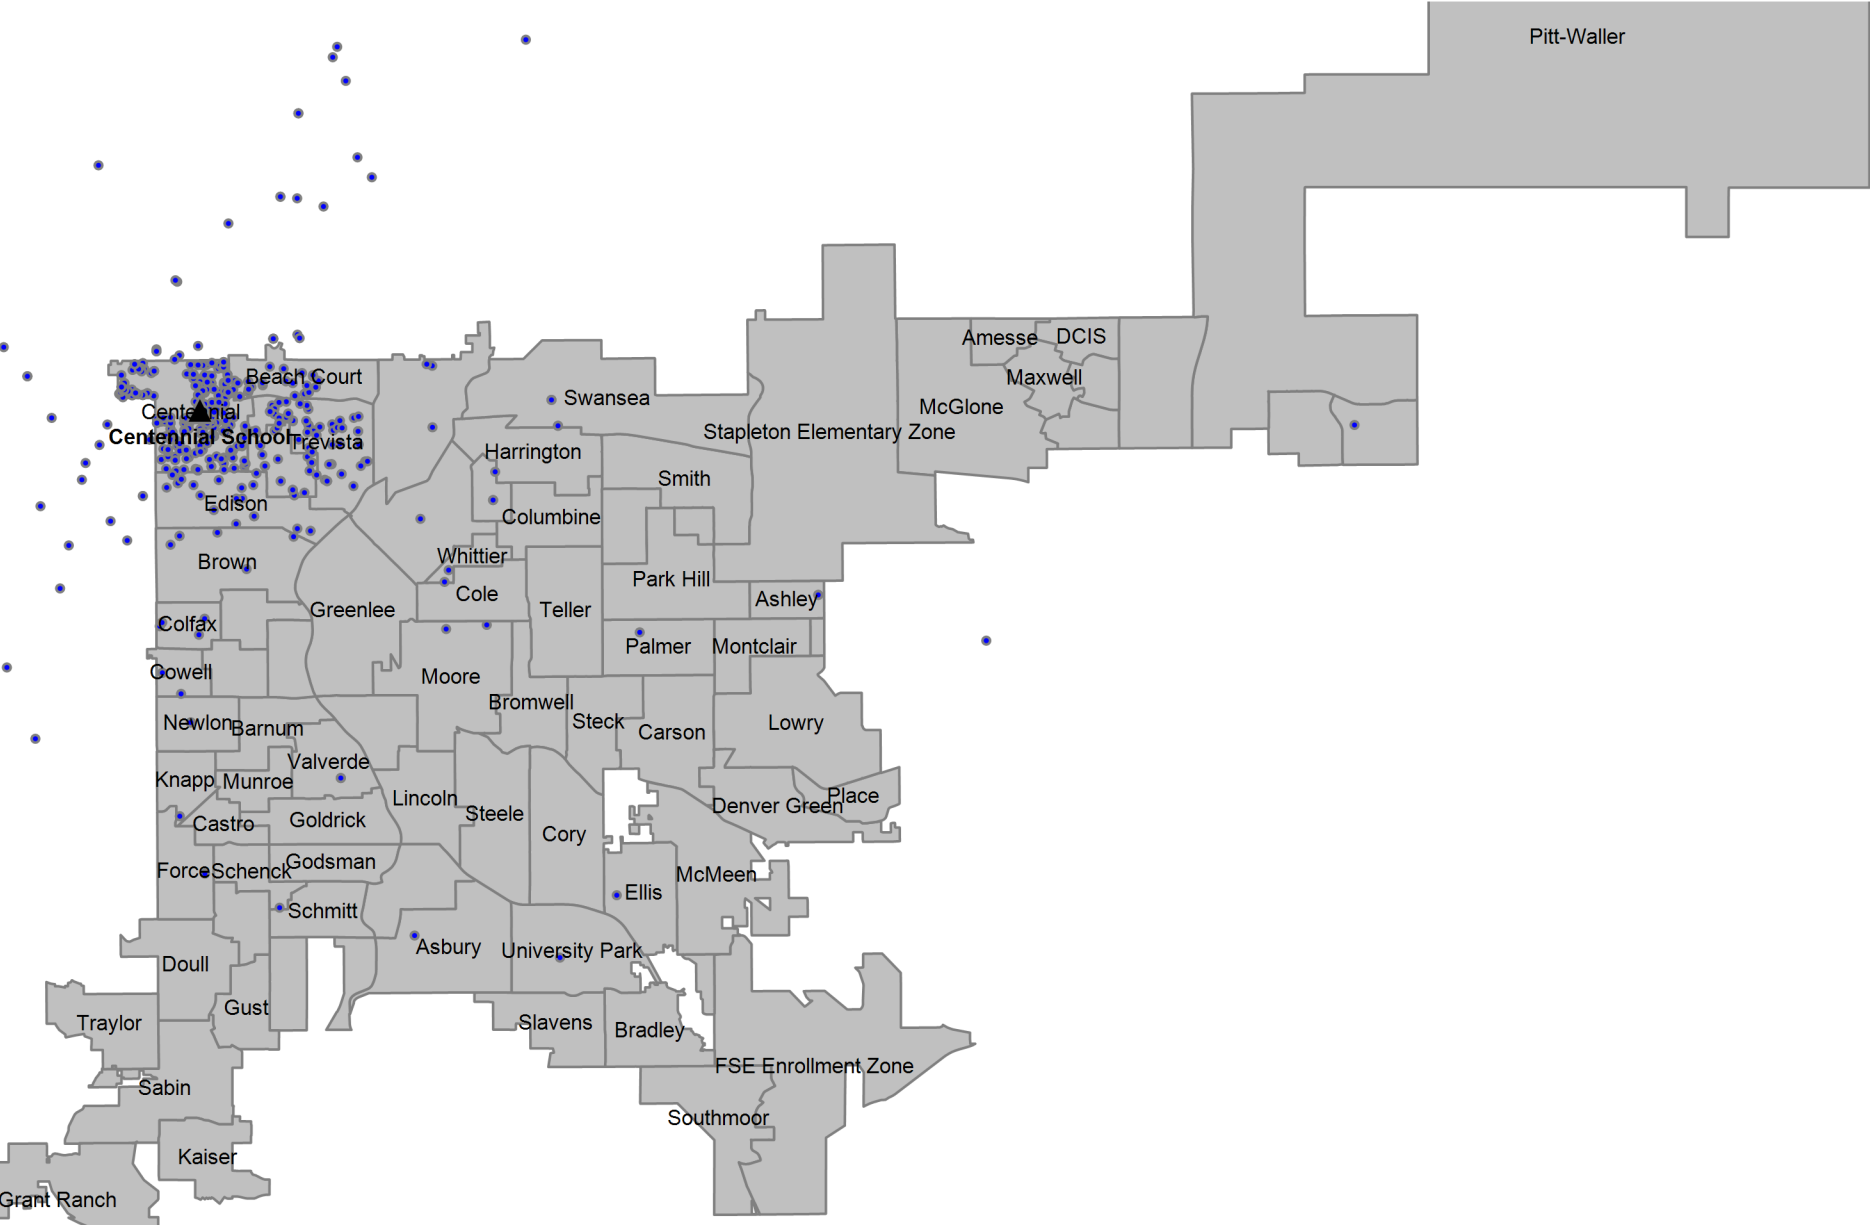 Pitt-Waller
Amesse
DCIS
Beach Court
Maxwell
Swansea
McGlone
Centennial
Stapleton Elementary Zone
Centennial School
Trevista
Harrington
Smith
Edison
Columbine
Whittier
Brown
Park Hill
Cole
Ashley
Greenlee
Teller
Colfax
Palmer
Montclair
Cowell
Moore
Bromwell
Newlon
Barnum
Steck
Carson
Lowry
Valverde
Knapp
Munroe
Lincoln
Place
Denver Green
Steele
Castro
Goldrick
Cory
Godsman
Force
Schenck
McMeen
Ellis
Schmitt
Asbury
University Park
Doull
Gust
Traylor
Slavens
Bradley
FSE Enrollment Zone
Sabin
Southmoor
Kaiser
Grant Ranch